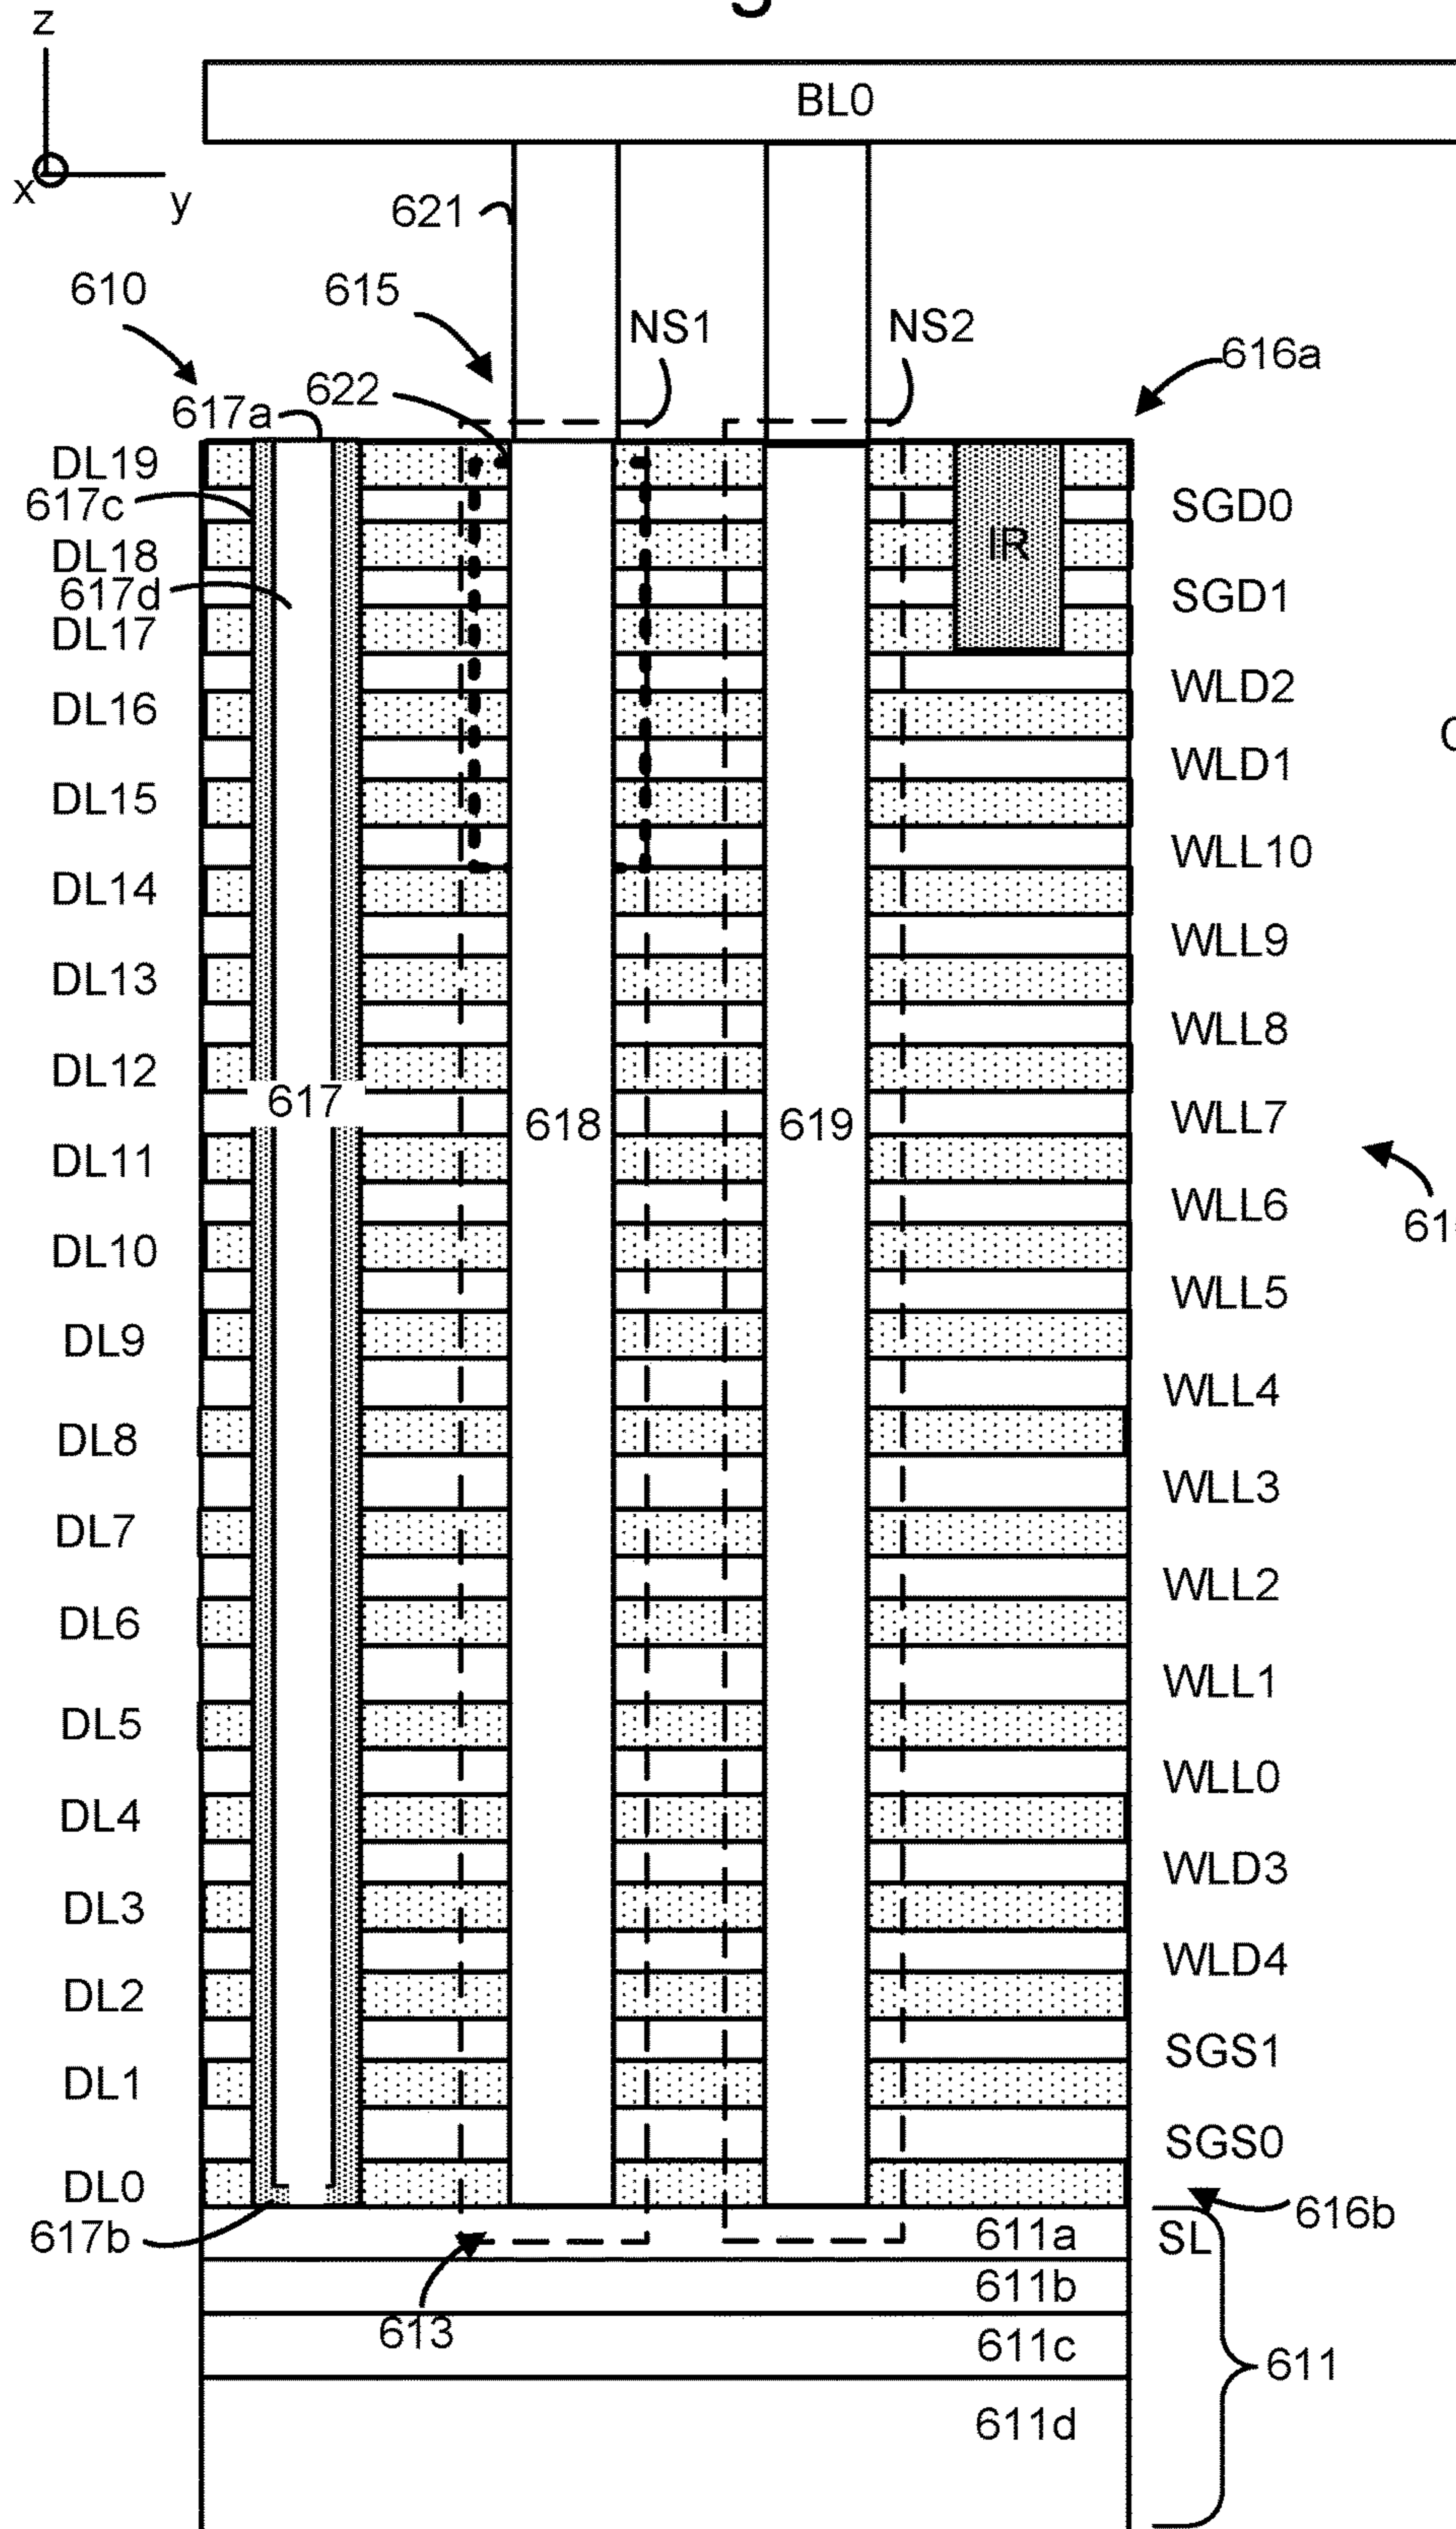 z
BL0
x
y
621
610
615
NS1
NS2
616a
622
617a
DL19
617c
SGD0
DL18
IR
617d
SGD1
DL17
WLD2
DL16
WLD1
DL15
WLL10
DL14
WLL9
DL13
WLL8
DL12
617
618
619
WLL7
DL11
WLL6
DL10
WLL5
DL9
WLL4
DL8
WLL3
DL7
WLL2
DL6
WLL1
DL5
WLL0
DL4
WLD3
DL3
WLD4
DL2
SGS1
DL1
SGS0
DL0
616b
617b
611a
SL
611b
613
611c
611
611d